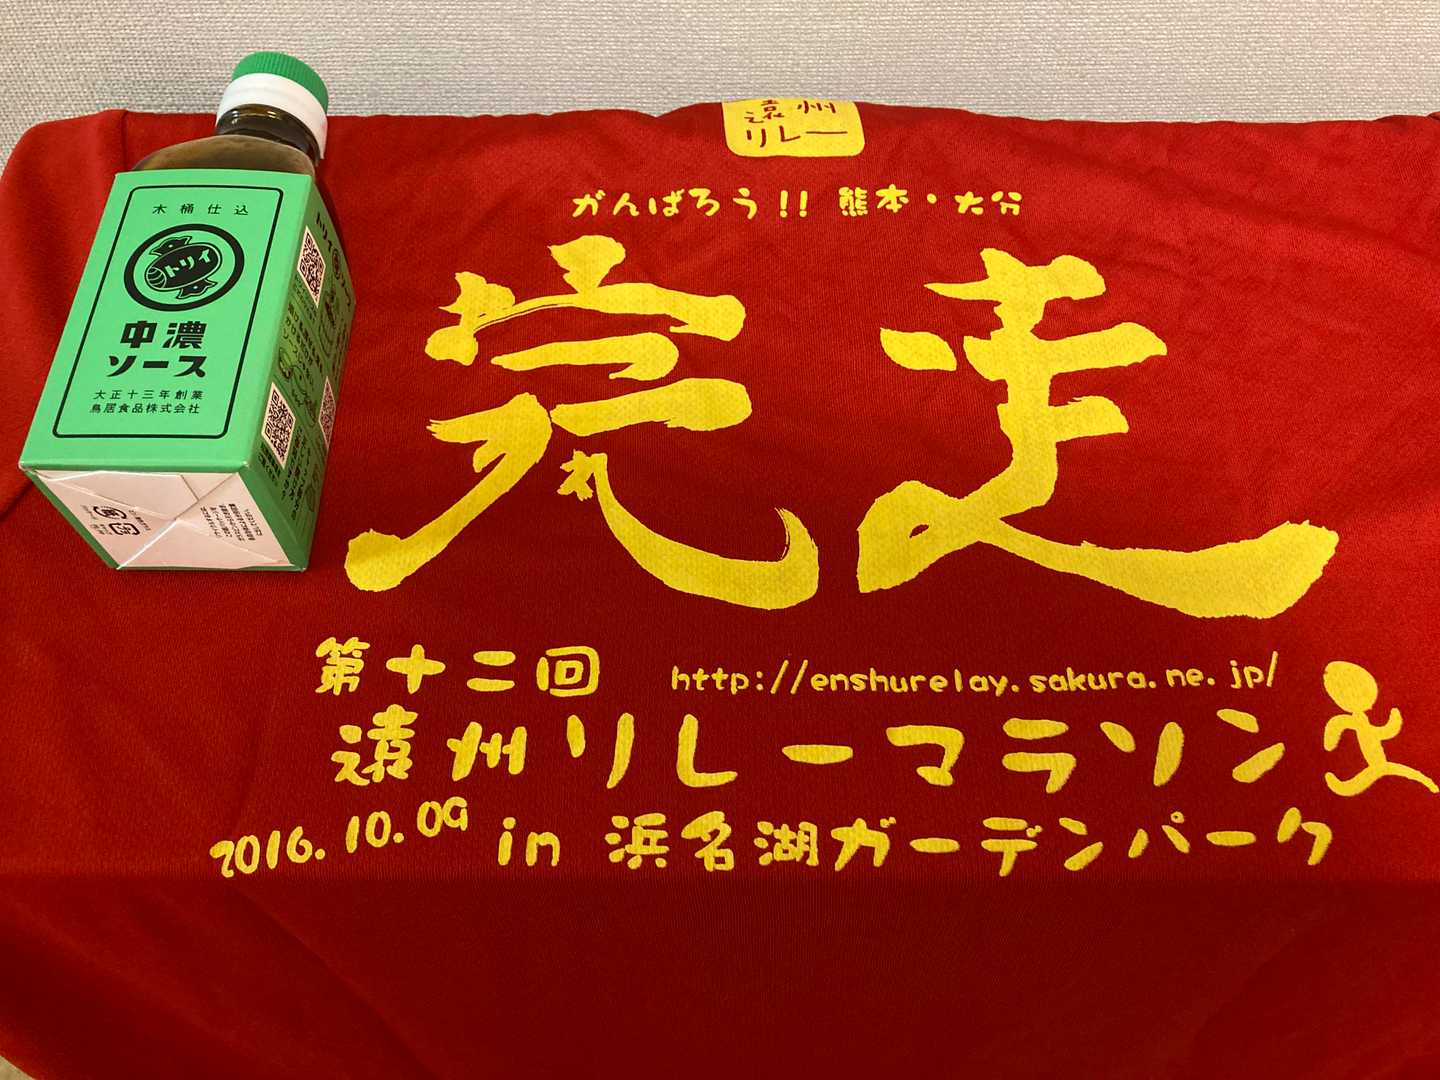 遠州
リレー
がんばろう!! 熊本・大分
完走
第十二回
http://enshurelay.sakura.ne.jp/
遠州リレーマラソン
2016.10.09 in 浜名湖ガーデンパーク
木桶仕込
トリイ
中濃
ソース
大正十三年創業
鳥居食品株式会社